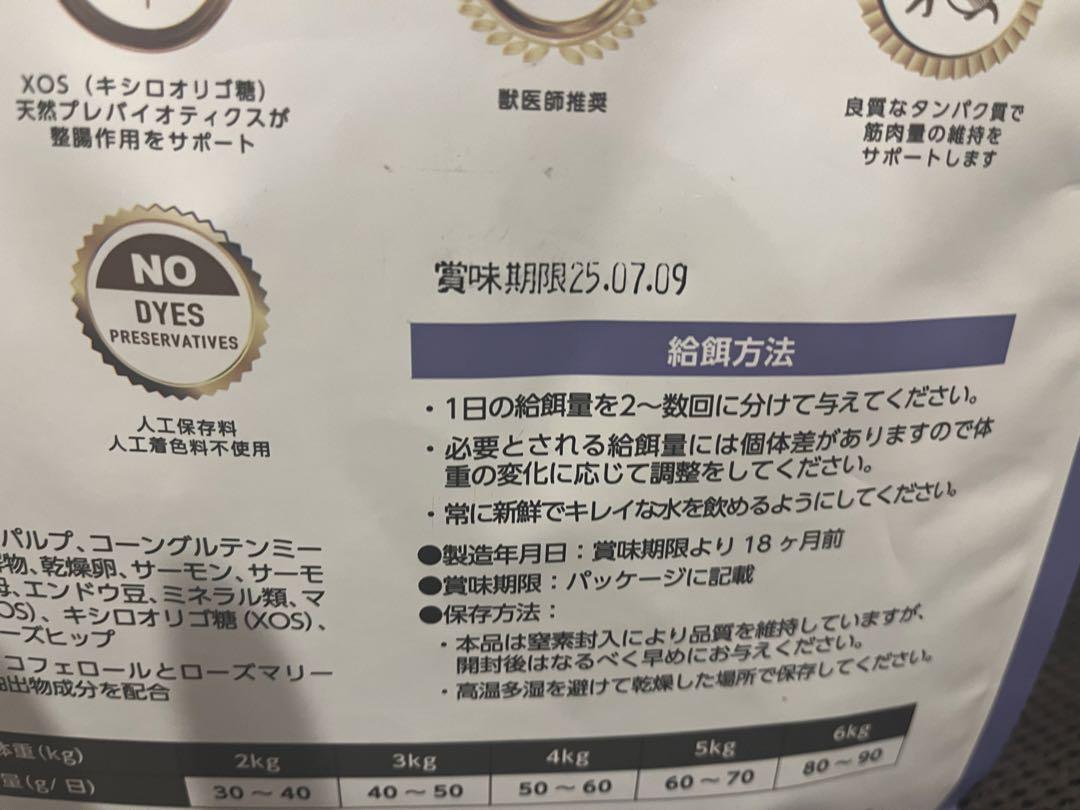 XOS（キシロオリゴ糖）
天然プレバイオティクスが
整腸作用をサポート
獣医師推奨
良質なタンパク質で
筋肉量の維持を
サポートします
NO
DYES
PRESERVATIVES
人工保存料
人工着色料不使用
賞味期限25.07.09
給餌方法
・1日の給餌量を2〜数回に分けて与えてください。
・必要とされる給餌量には個体差がありますので体
重の変化に応じて調整をしてください。
・常に新鮮でキレイな水を飲めるようにしてください。
●製造年月日：賞味期限より18ヶ月前
●賞味期限：パッケージに記載
●保存方法：
・本品は窒素封入により品質を維持していますが、
開封後はなるべく早めにお与えください。
・高温多湿を避けて乾燥した場所で保存してください。
パルプ、コーングルテンミー
物、乾燥卵、サーモン、サーモ
、エンドウ豆、ミネラル類、マ
OS）、キシロオリゴ糖（XOS）、
ーズヒップ
コフェロールとローズマリー
出物成分を配合
体重(kg) 2kg 3kg 4kg 5kg 6kg
量(g/日) 30〜40 40〜50 50〜60 60〜70 80〜90